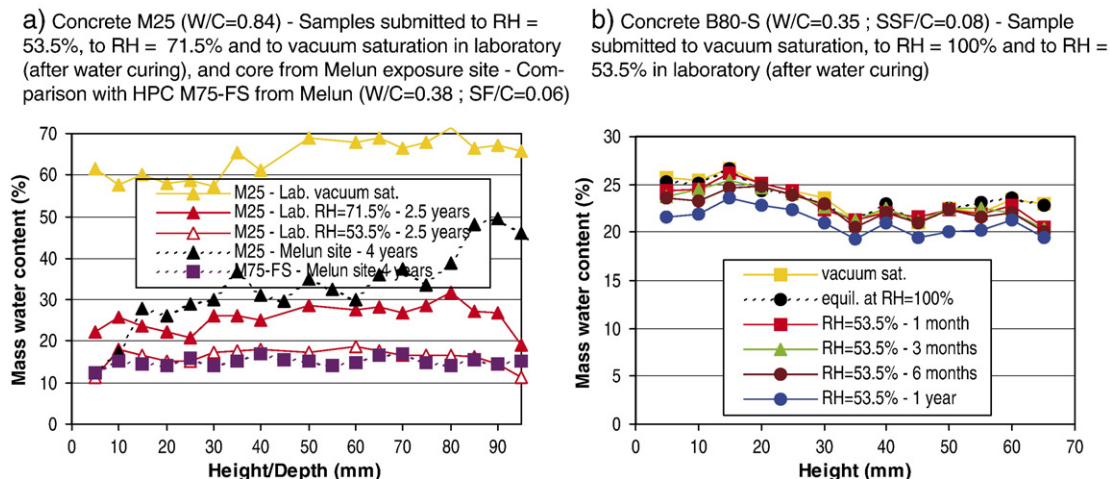 a) Concrete M25 (W/C=0.84) - Samples submitted to RH =
53.5%, to RH = 71.5% and to vacuum saturation in laboratory
(after water curing), and core from Melun exposure site - Com-
parison with HPC M75-FS from Melun (W/C=0.38 ; SF/C=0.06)
70
60
50
40
30
20
10
0
Mass water content (%)
M25 - Lab. vacuum sat.
M25 - Lab. RH=71.5% - 2.5 years
M25 - Lab. RH=53.5% - 2.5 years
M25 - Melun site - 4 years
M75-FS - Melun site 4 years
0 10 20 30 40 50 60 70 80 90
Height/Depth (mm)
b) Concrete B80-S (W/C=0.35 ; SSF/C=0.08) - Sample
submitted to vacuum saturation, to RH = 100% and to RH =
53.5% in laboratory (after water curing)
30
25
20
15
10
5
0
Mass water content (%)
vacuum sat.
equil. at RH=100%
RH=53.5% - 1 month
RH=53.5% - 3 months
RH=53.5% - 6 months
RH=53.5% - 1 year
0 10 20 30 40 50 60 70
Height (mm)